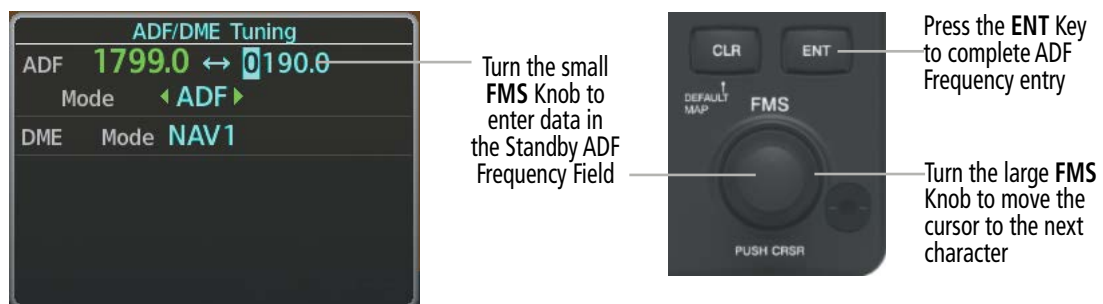 ADF/DME Tuning
ADF 1799.0 ↔ 0190.0
Mode ADF
DME Mode NAV1
Turn the small
FMS Knob to
enter data in
the Standby ADF
Frequency Field
CLR
ENT
DEFAULT
MAP
FMS
PUSH CRSR
Press the ENT Key
to complete ADF
Frequency entry
Turn the large FMS
Knob to move the
cursor to the next
character